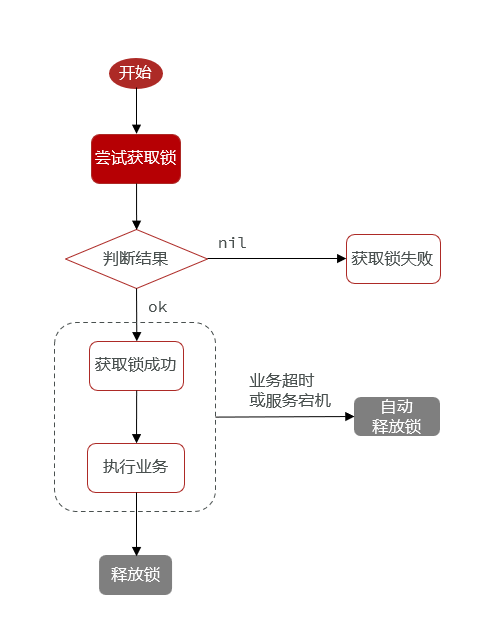 开始
尝试获取锁
判断结果
nil
获取锁失败
ok
获取锁成功
业务超时
或服务宕机
自动
释放锁
执行业务
释放锁